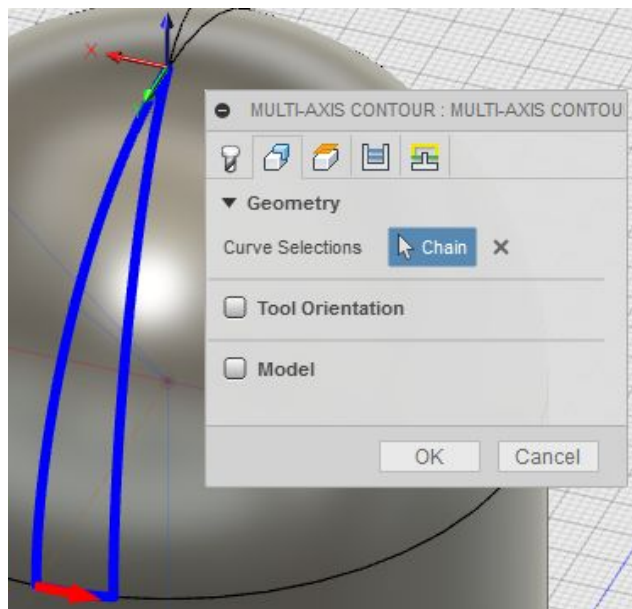 X
MULTI-AXIS CONTOUR : MULTI-AXIS CONTOU
Geometry
Curve Selections Chain
Tool Orientation
Model
OK Cancel